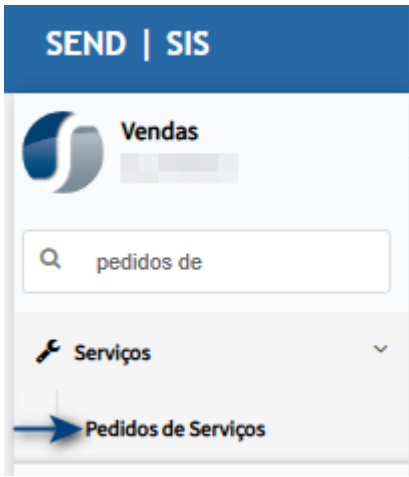 SEND | SIS
Vendas
pedidos de
Serviços
Pedidos de Serviços